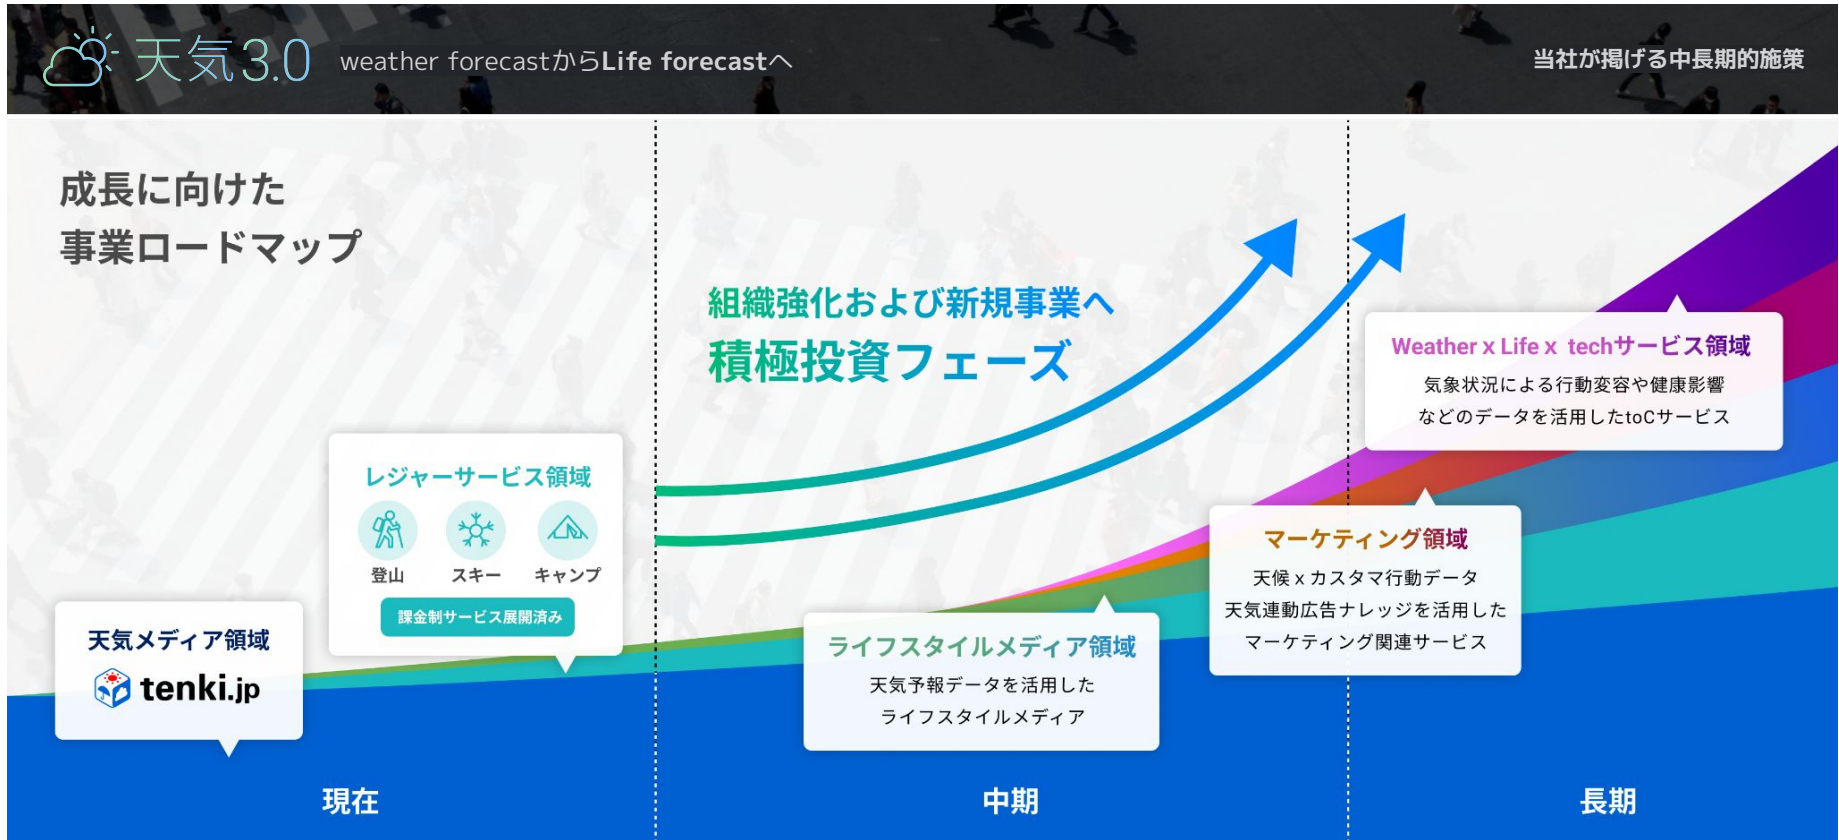 天気3.0
weather forecastからLife forecastへ
当社が掲げる中長期的施策
成長に向けた
事業ロードマップ
組織強化および新規事業へ
積極投資フェーズ
Weather x Life x techサービス領域
気象状況による行動変容や健康影響
などのデータを活用したtoCサービス
レジャーサービス領域
登山
スキー
キャンプ
課金制サービス展開済み
マーケティング領域
天候 x カスタマ行動データ
天気連動広告ナレッジを活用した
マーケティング関連サービス
天気メディア領域
tenki.jp
ライフスタイルメディア領域
天気予報データを活用した
ライフスタイルメディア
現在
中期
長期